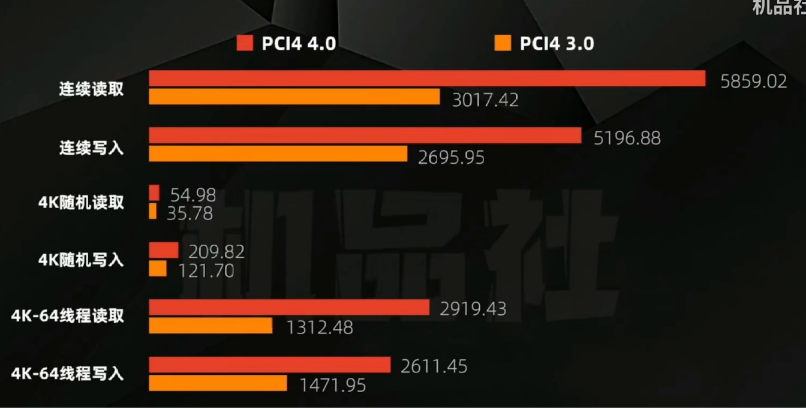 机品社
PCI4 4.0 PCI4 3.0
连续读取 5859.02
3017.42
连续写入 5196.88
2695.95
4K随机读取 54.98
35.78
4K随机写入 209.82
121.70
机品社
4K-64线程读取 2919.43
1312.48
4K-64线程写入 2611.45
1471.95